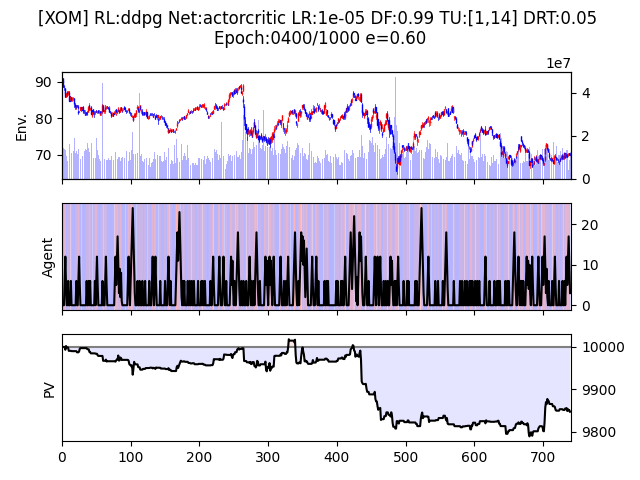 [XOM] RL:ddpg Net:actorcritic LR:1e-05 DF:0.99 TU:[1,14] DRT:0.05
Epoch:0400/1000 e=0.60
1e7
90
80
70
Env.
4
2
0
Agent
20
10
0
PV
10000
9900
9800
0 100 200 300 400 500 600 700